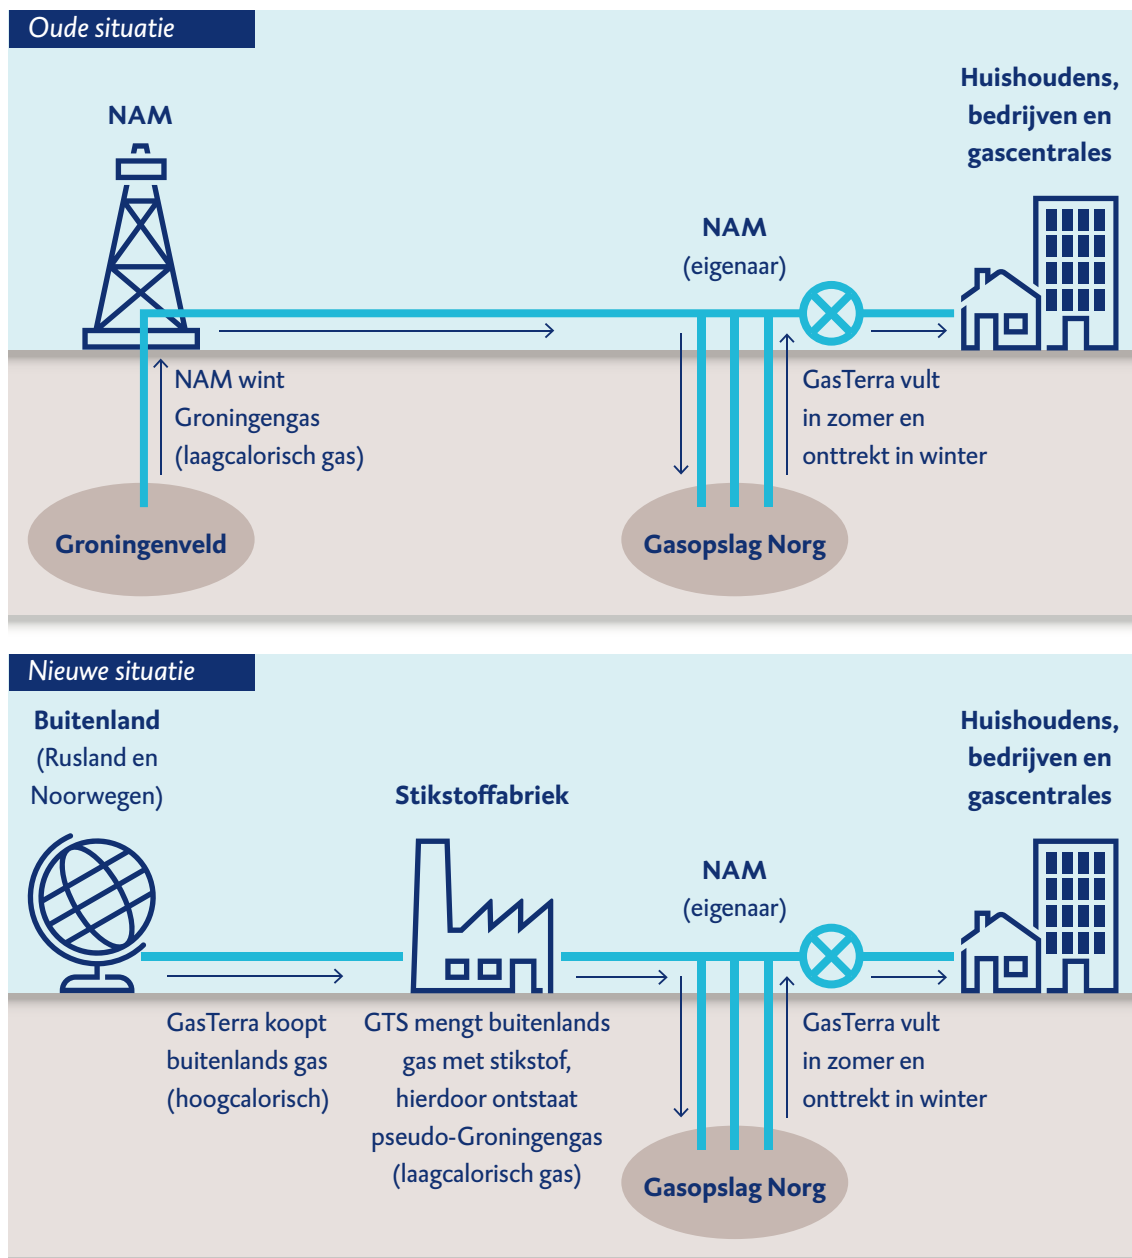 Oude situatie
NAM
Huishoudens,
bedrijven en
gascentrales
NAM
(eigenaar)
NAM wint
Groningengas
(laagcalorisch gas)
GasTerra vult
in zomer en
onttrekt in winter
Groningenveld
Gasopslag Norg
Nieuwe situatie
Buitenland
(Rusland en
Noorwegen)
Stikstoffabriek
Huishoudens,
bedrijven en
gascentrales
NAM
(eigenaar)
GasTerra koopt
buitenlands gas
(hoogcalorisch)
GTS mengt buitenlands
gas met stikstof,
hierdoor ontstaat
pseudo-Groningengas
(laagcalorisch gas)
GasTerra vult
in zomer en
onttrekt in winter
Gasopslag Norg